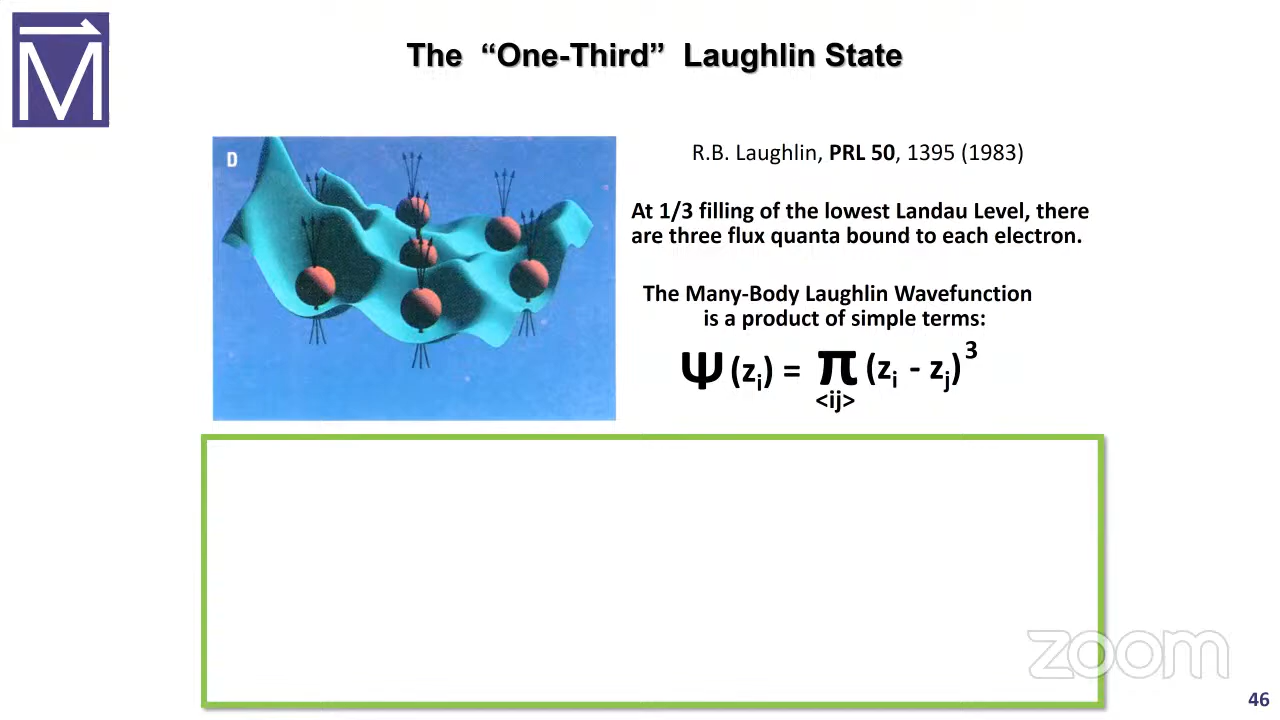 M
The “One-Third” Laughlin State
D
R.B. Laughlin, PRL 50, 1395 (1983)
At 1/3 filling of the lowest Landau Level, there
are three flux quanta bound to each electron.
The Many-Body Laughlin Wavefunction
is a product of simple terms:
Ψ (zi) = π (zi - zj)3
<ij>
zoom
46